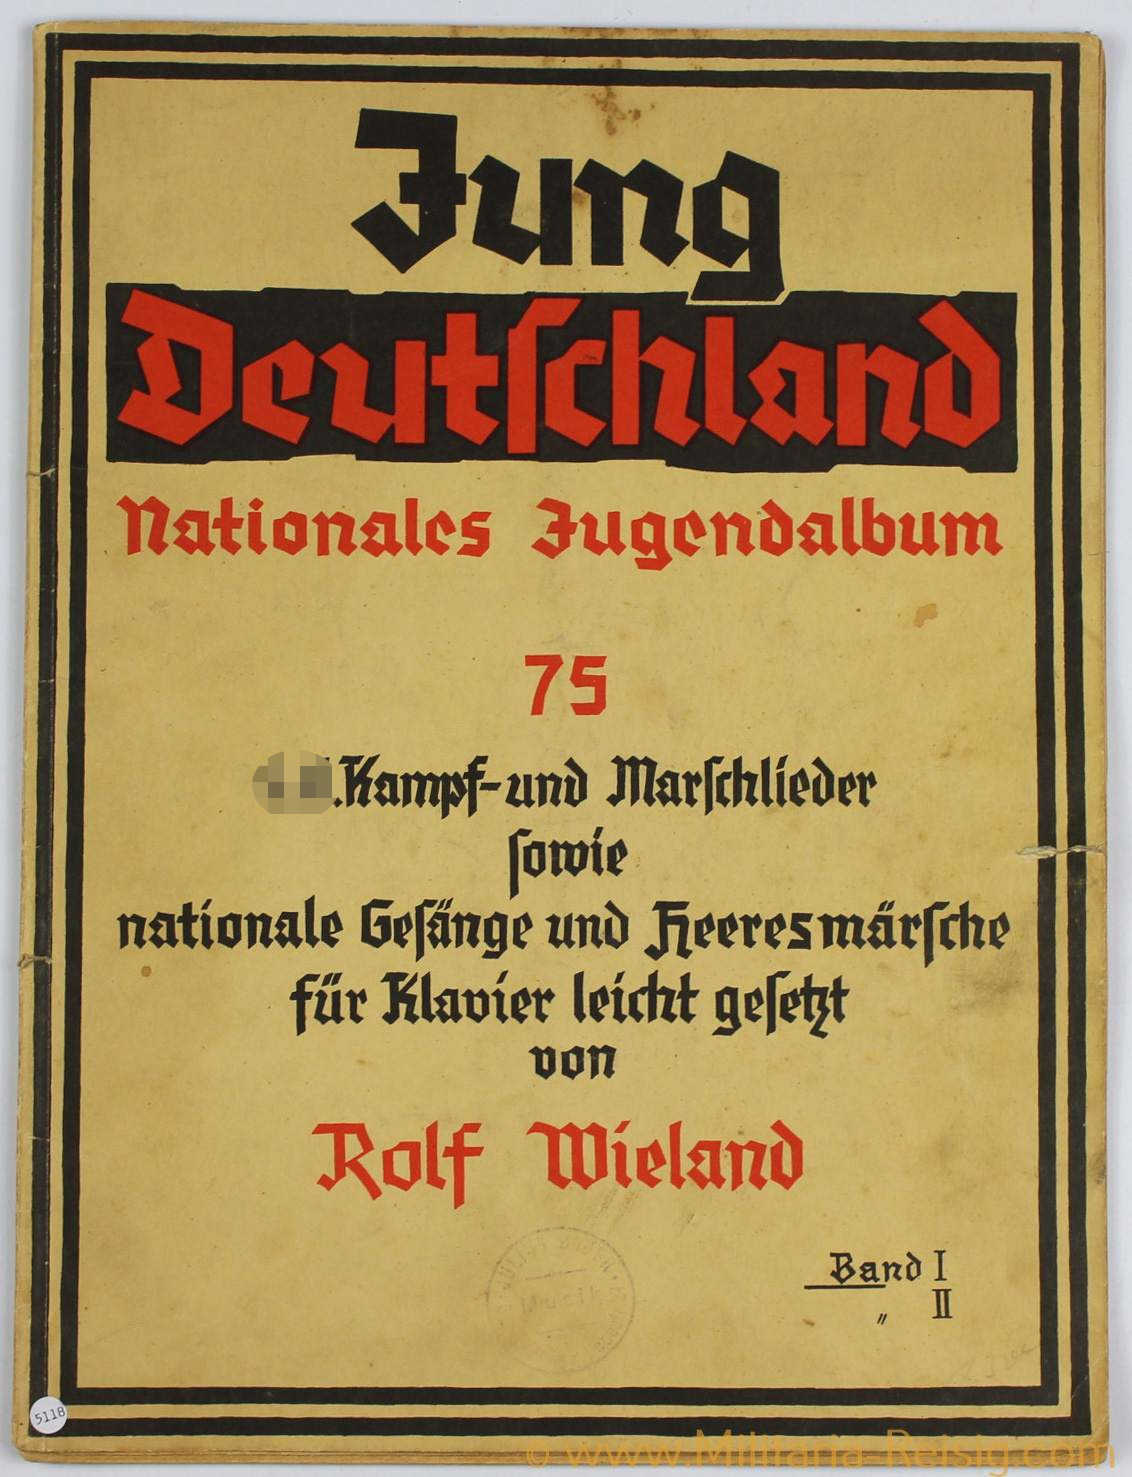 Jung
Deutschland
Nationales Jugendalbum
75
.Kampf- und Marschlieder
sowie
nationale Gesänge und Heeresmärsche
für Klavier leicht gesetzt
von
Rolf Wieland
Band I
" II
5118
© www.Militaria-Reisig.com